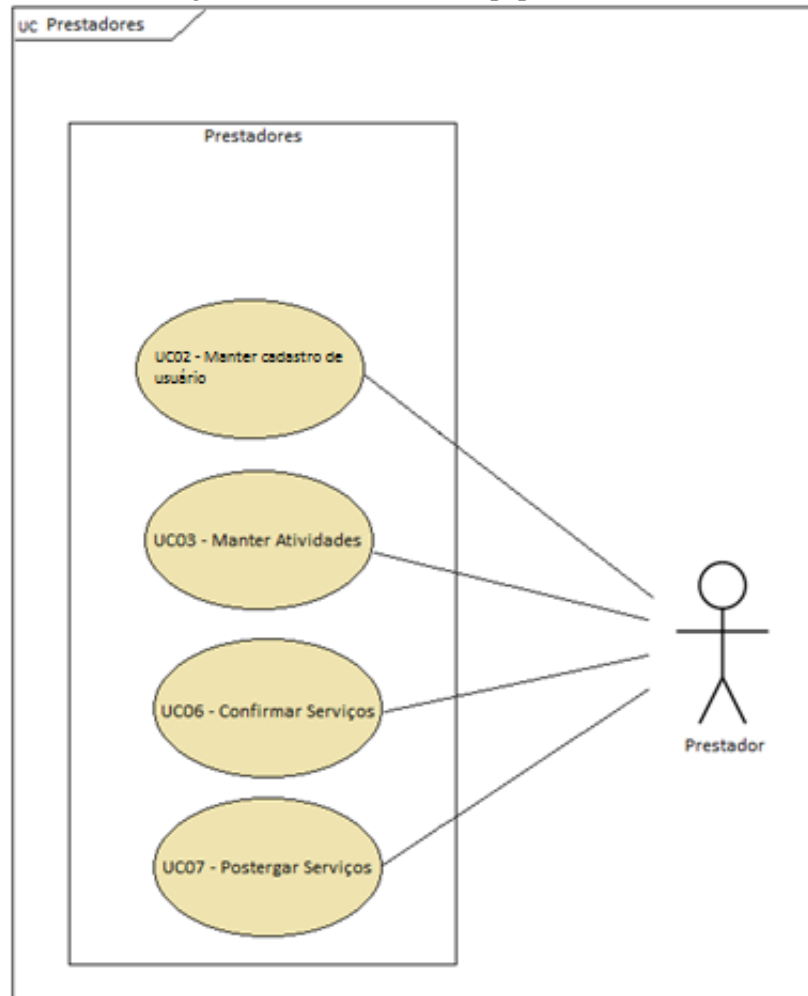 UC Prestadores
Prestadores
UC02 - Manter cadastro de
usuário
UC03 - Manter Atividades
UC06 - Confirmar Serviços
UC07 - Postergar Serviços
Prestador